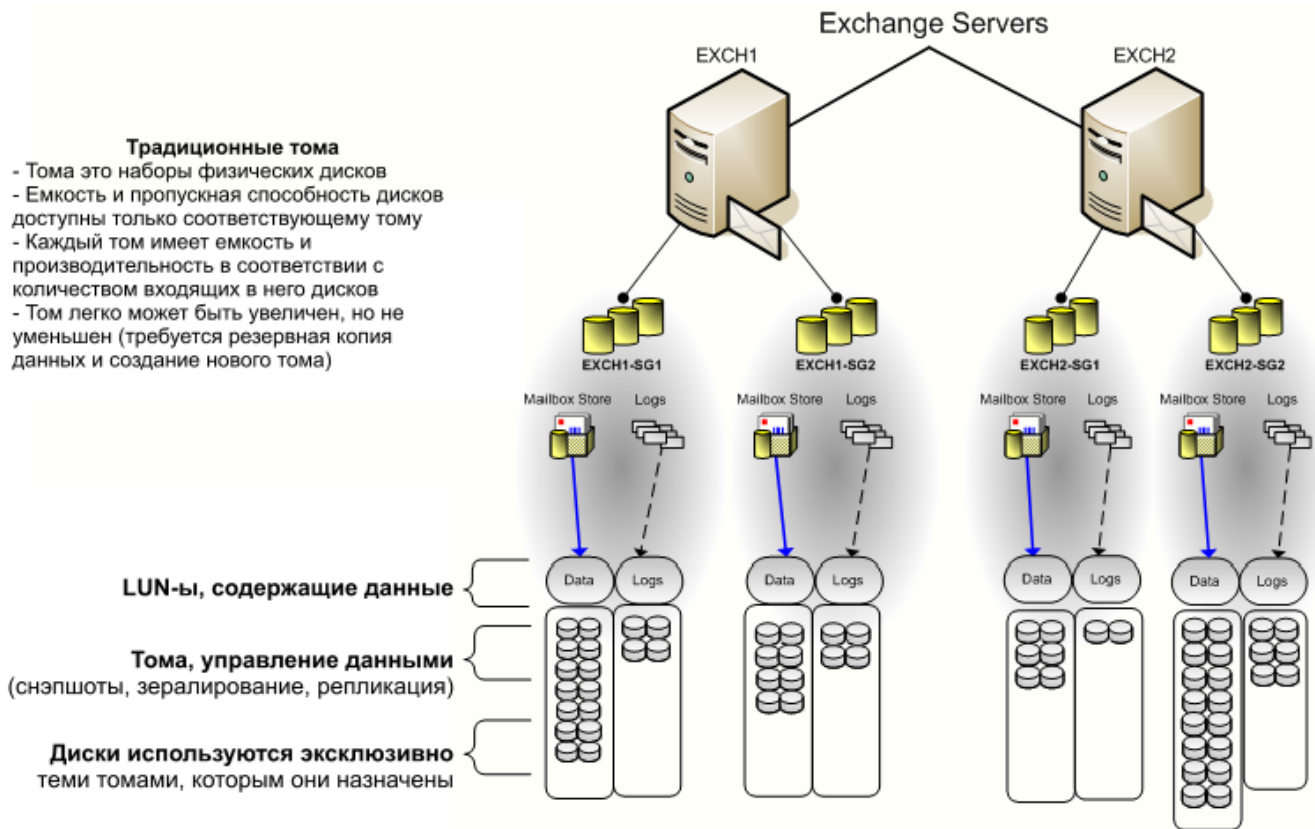 Exchange Servers
EXCH1
EXCH2
Традиционные тома
- Тома это наборы физических дисков
- Емкость и пропускная способность дисков
доступны только соответствующему тому
- Каждый том имеет емкость и
производительность в соответствии с
количеством входящих в него дисков
- Том легко может быть увеличен, но не
уменьшен (требуется резервная копия
данных и создание нового тома)
EXCH1-SG1
EXCH1-SG2
EXCH2-SG1
EXCH2-SG2
Mailbox Store
Logs
Mailbox Store
Logs
Mailbox Store
Logs
Mailbox Store
Logs
LUN-ы, содержащие данные
Data
Logs
Data
Logs
Data
Logs
Data
Logs
Тома, управление данными
(снэпшоты, зералирование, репликация)
Диски используются эксклюзивно
теми томами, которым они назначены